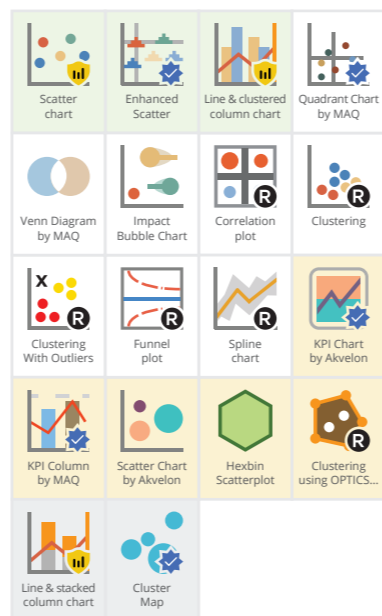 Scatter
chart
Enhanced
Scatter
Line & clustered
column chart
Quadrant Chart
by MAQ
Venn Diagram
by MAQ
Impact
Bubble Chart
R
Correlation
plot
R
Clustering
X
R
Clustering
With Outliers
R
Funnel
plot
R
Spline
chart
KPI Chart
by Akvelon
KPI Column
by MAQ
Scatter Chart
by Akvelon
Hexbin
Scatterplot
R
Clustering
using OPTICS...
Line & stacked
column chart
Cluster
Map